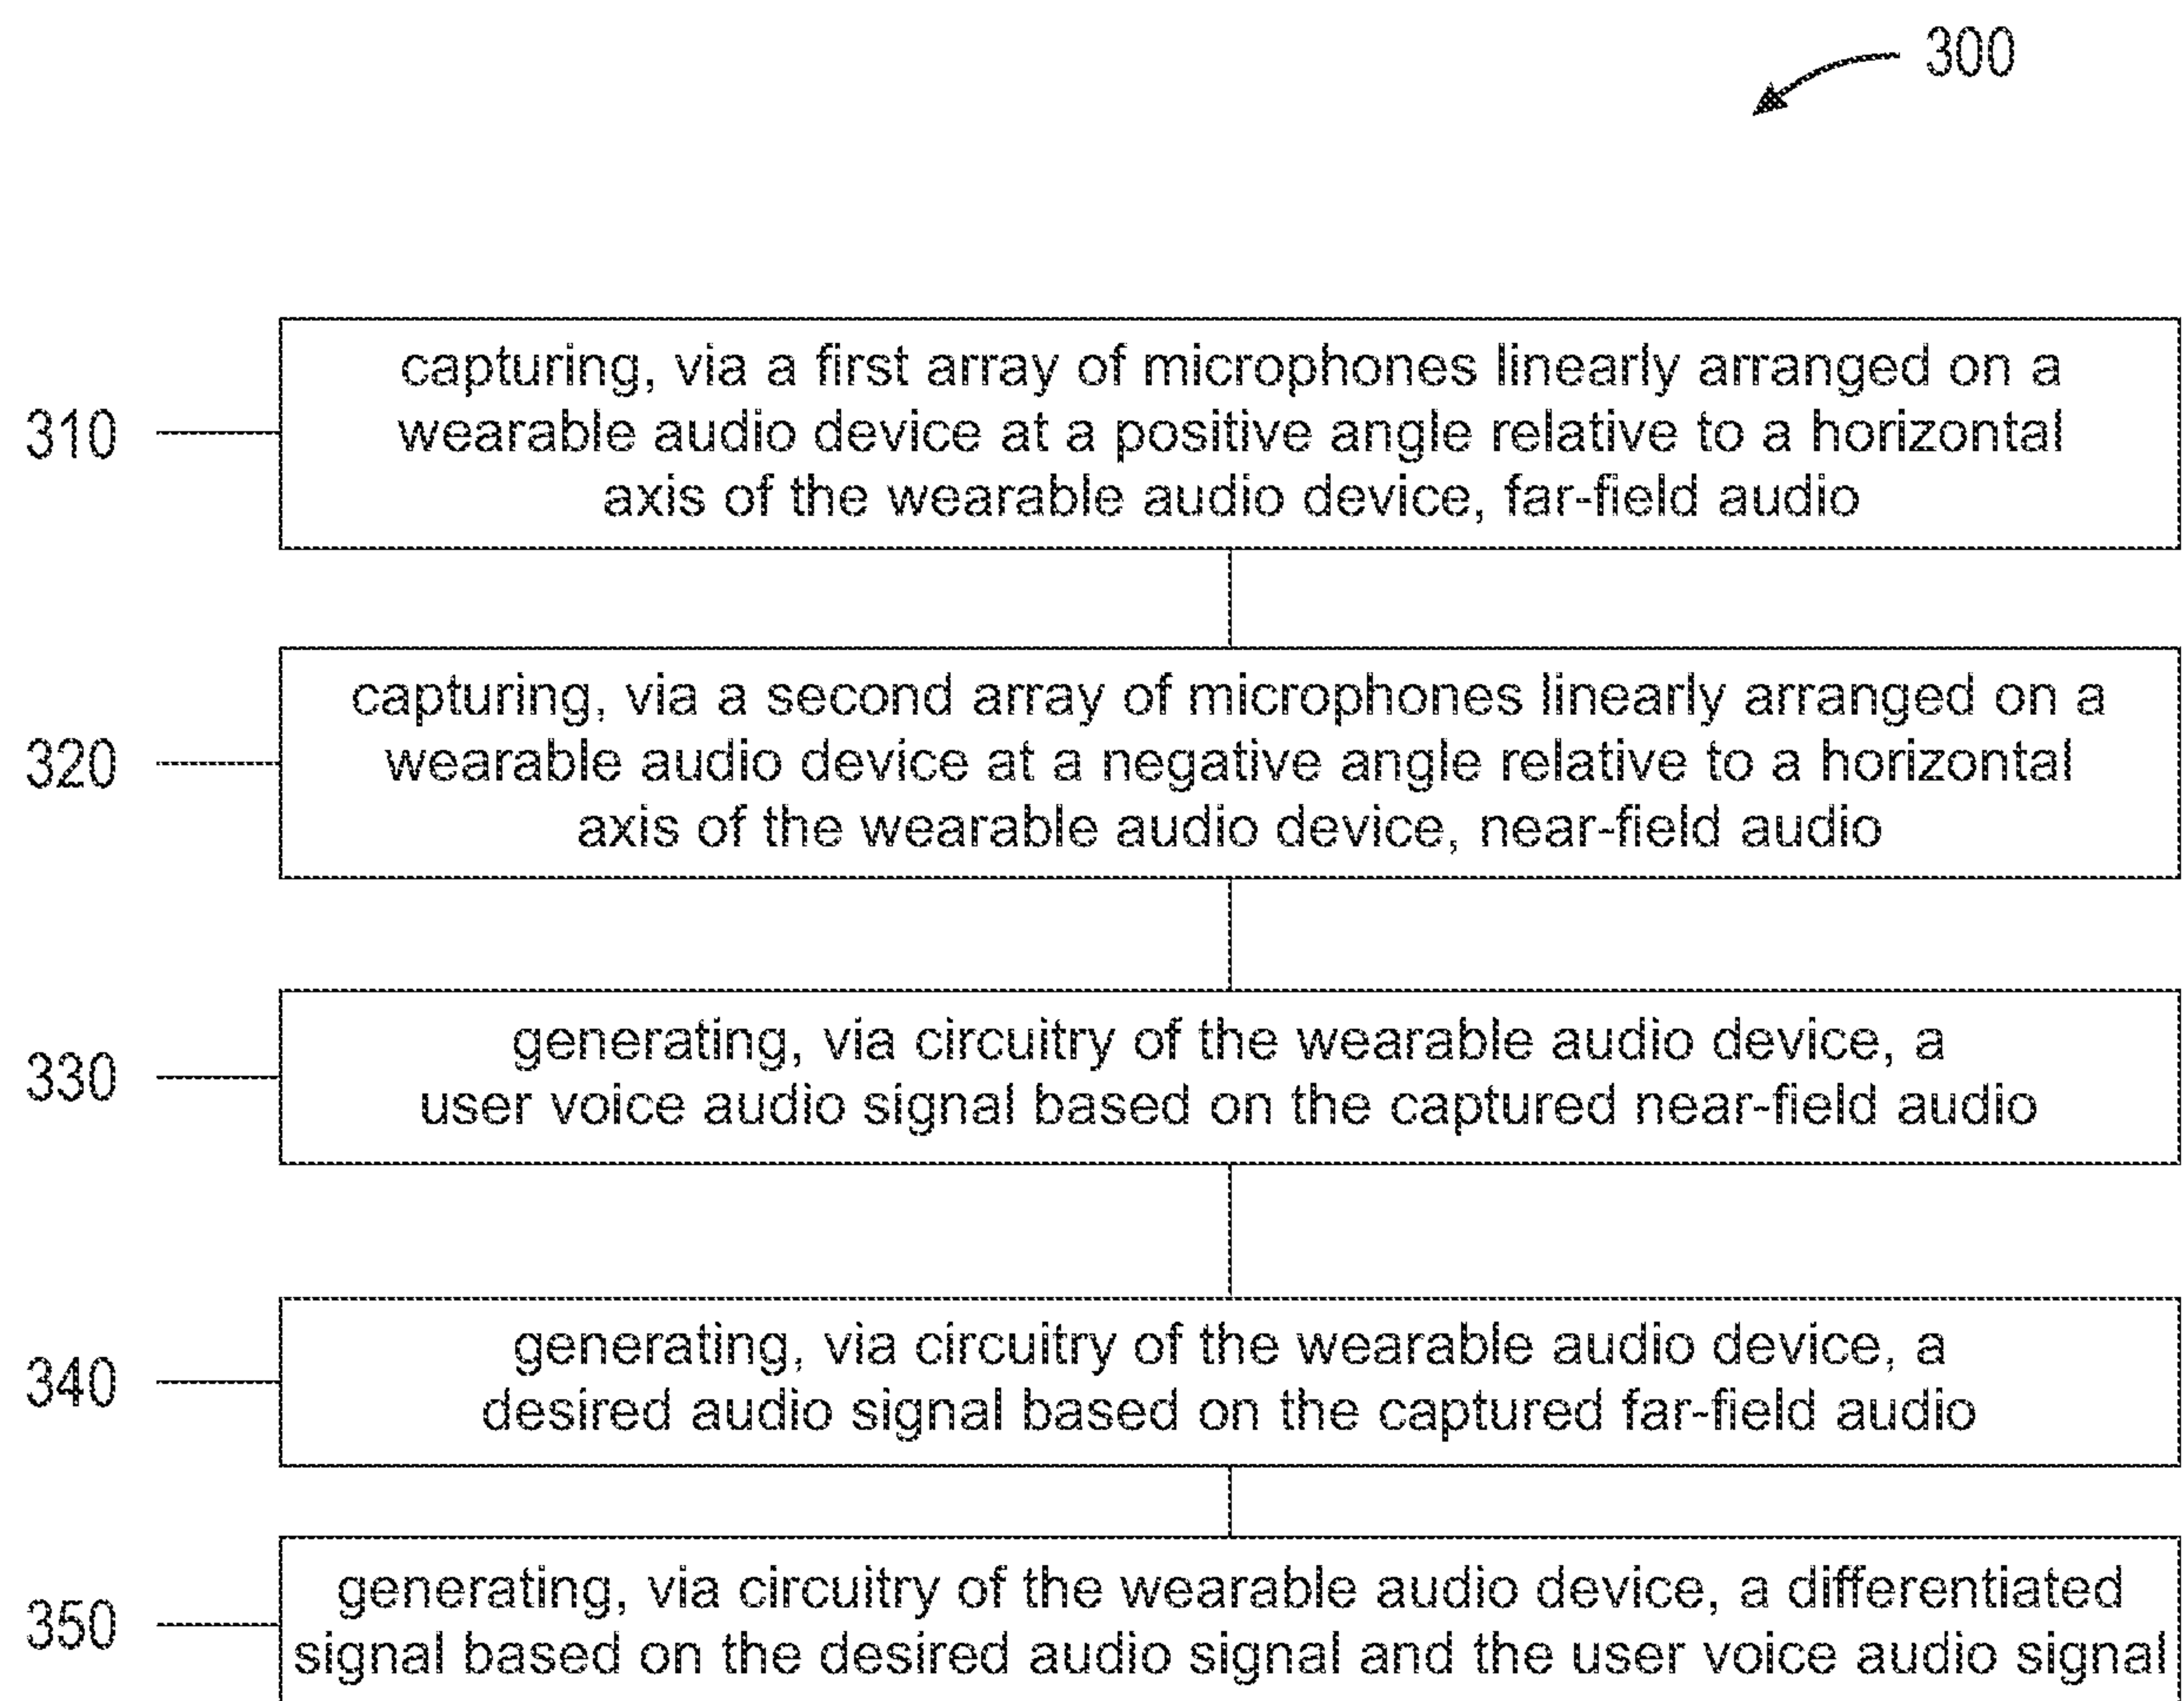 300
310
capturing, via a first array of microphones linearly arranged on a
wearable audio device at a positive angle relative to a horizontal
axis of the wearable audio device, far-field audio
320
capturing, via a second array of microphones linearly arranged on a
wearable audio device at a negative angle relative to a horizontal
axis of the wearable audio device, near-field audio
330
generating, via circuitry of the wearable audio device, a
user voice audio signal based on the captured near-field audio
340
generating, via circuitry of the wearable audio device, a
desired audio signal based on the captured far-field audio
350
generating, via circuitry of the wearable audio device, a differentiated
signal based on the desired audio signal and the user voice audio signal